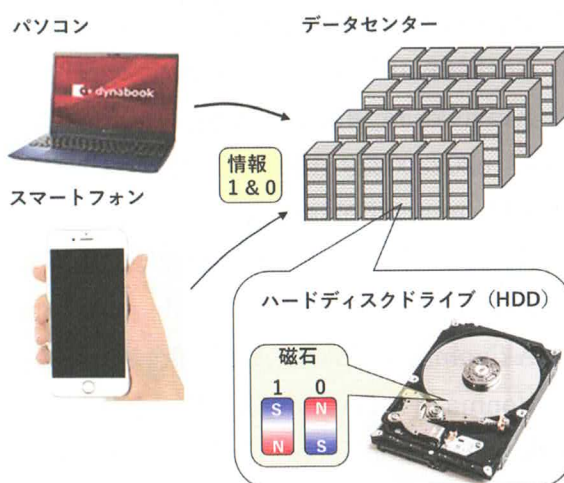 パソコン
データセンター
dynabook
情報
1 & 0
スマートフォン
ハードディスクドライブ（HDD）
磁石
1 0
S N
N S